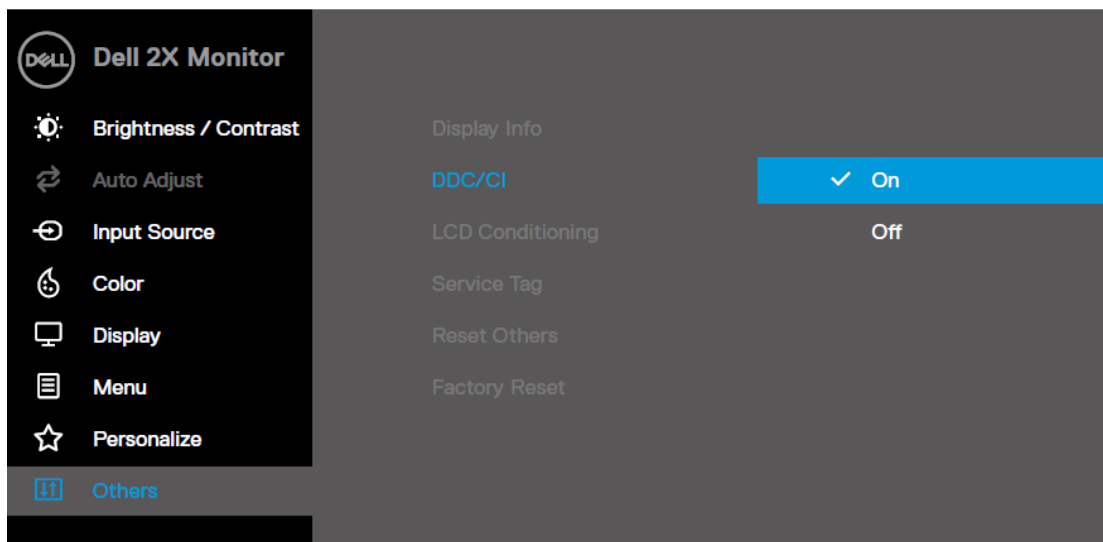 DELL Dell 2X Monitor
Brightness / Contrast
Display Info
Auto Adjust
DDC/CI
On
Input Source
LCD Conditioning
Off
Color
Service Tag
Display
Reset Others
Menu
Factory Reset
Personalize
Others